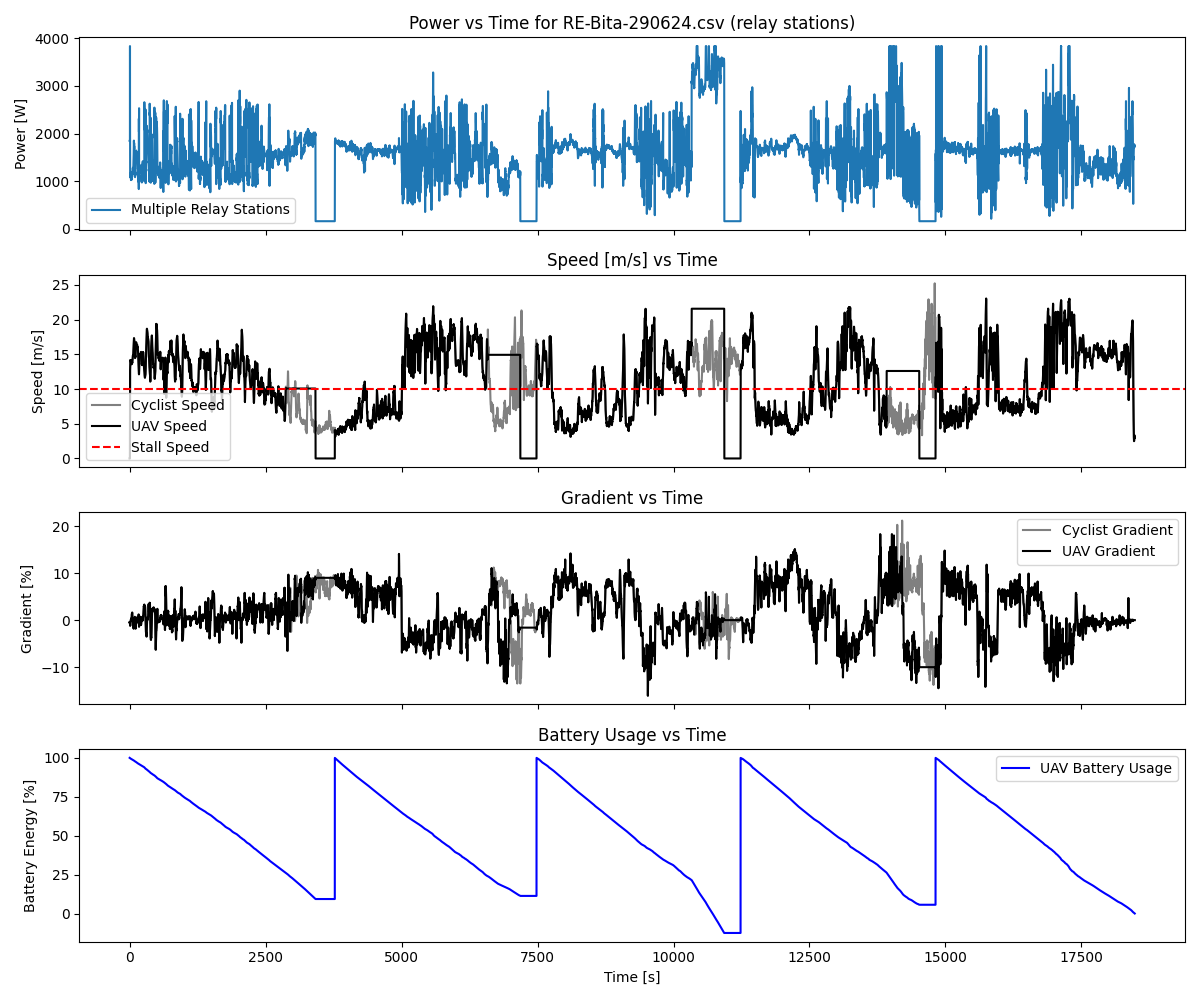 Power vs Time for RE-Bita-290624.csv (relay stations)
4000
3000
2000
1000
0
Power [W]
Multiple Relay Stations
Speed [m/s] vs Time
25
20
15
10
5
0
Speed [m/s]
Cyclist Speed
UAV Speed
Stall Speed
Gradient vs Time
20
10
0
−10
Gradient [%]
Cyclist Gradient
UAV Gradient
Battery Usage vs Time
100
75
50
25
0
Battery Energy [%]
UAV Battery Usage
0 2500 5000 7500 10000 12500 15000 17500
Time [s]